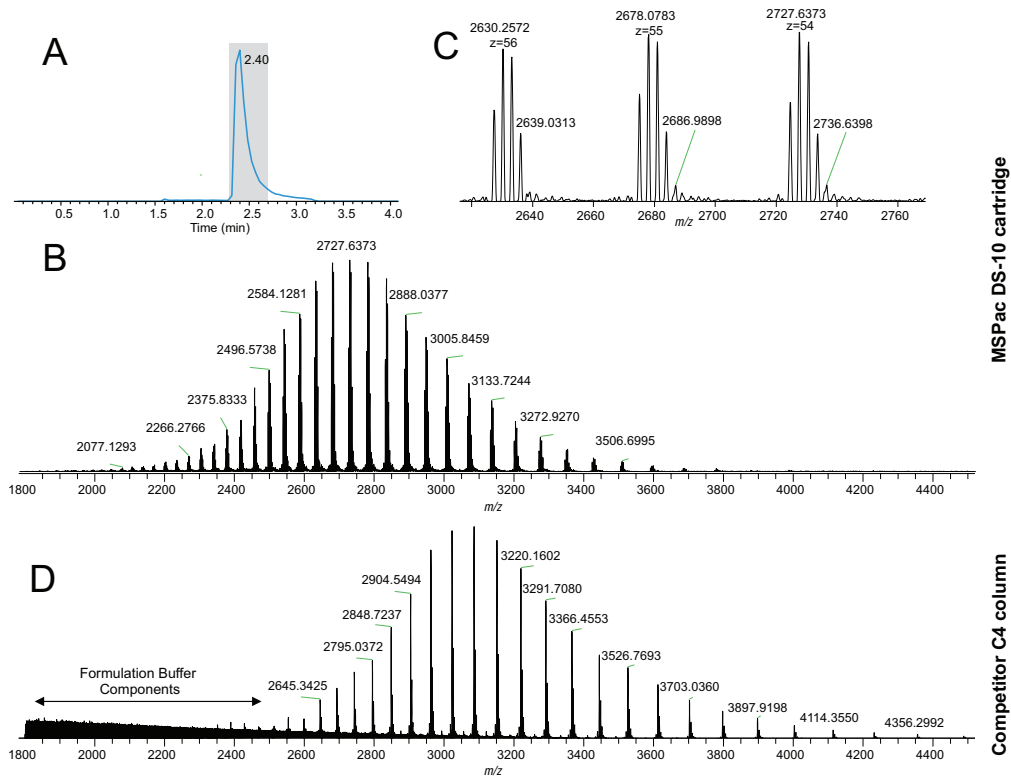 A
2.40
0.5 1.0 1.5 2.0 2.5 3.0 3.5 4.0
Time (min)
C
2630.2572
z=56
2678.0783
z=55
2727.6373
z=54
2639.0313
2686.9898
2736.6398
2640 2660 2680 2700 2720 2740 2760
m/z
MSPac DS-10 cartridge
B
2727.6373
2584.1281
2888.0377
2496.5738
3005.8459
2375.8333
3133.7244
2266.2766
3272.9270
2077.1293
3506.6995
1800 2000 2200 2400 2600 2800 3000 3200 3400 3600 3800 4000 4200 4400
m/z
D
3220.1602
2904.5494
3291.7080
2848.7237
3366.4553
2795.0372
3526.7693
Formulation Buffer
Components
2645.3425
3703.0360
3897.9198
4114.3550
4356.2992
1800 2000 2200 2400 2600 2800 3000 3200 3400 3600 3800 4000 4200 4400
m/z
Competitor C4 column